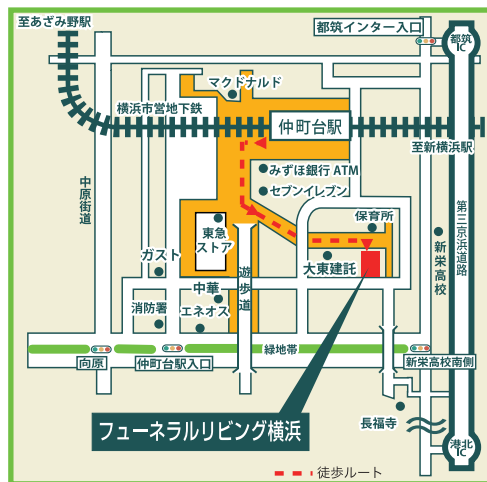 至あざみ野駅
都筑インター入口
都筑
IC
マクドナルド
横浜市営地下鉄
仲町台駅
至新横浜駅
みずほ銀行 ATM
セブンイレブン
中原街道
第三京浜道路
保育所
東急
ストア
新栄高校
ガスト
大東建託
遊歩道
中華
消防署
エネオス
緑地帯
向原
仲町台駅入口
新栄高校南側
フューネラルリビング横浜
長福寺
港北
IC
徒歩ルート